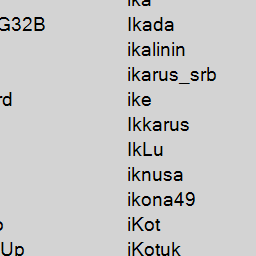 ika
G32B Ikada
ikalinin
ikarus_srb
rd ike
Ikkarus
IkLu
iknusa
ikona49
iKot
Up iKotuk